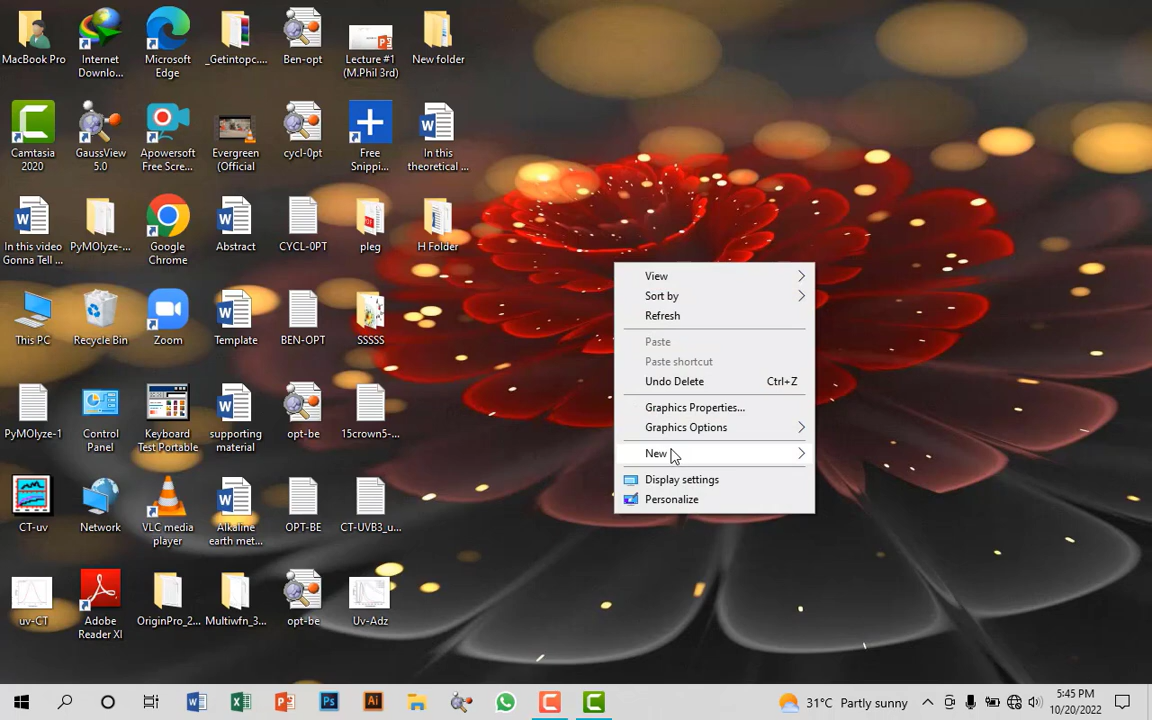 MacBook Pro
Internet
Downlo...
Microsoft
Edge
_Getintopc....
Ben-opt
Lecture #1
(M.Phil 3rd)
New folder
Camtasia
2020
GaussView
5.0
Apowersoft
Free Scre...
Evergreen
(Official
cycl-0pt
Free
Snippi...
In this
theoretical ...
In this video
Gonna Tell ...
PyMOlyze-...
Google
Chrome
Abstract
CYCL-0PT
pleg
H Folder
This PC
Recycle Bin
Zoom
Template
BEN-OPT
SSSSS
PyMOlyze-1
Control
Panel
Keyboard
Test Portable
supporting
material
opt-be
15crown5-...
CT-uv
Network
VLC media
player
Alkaline
earth met...
OPT-BE
CT-UVB3_u...
uv-CT
Adobe
Reader XI
OriginPro_2...
Multiwfn_3...
opt-be
Uv-Adz
View
Sort by
Refresh
Paste
Paste shortcut
Undo Delete Ctrl+Z
Graphics Properties...
Graphics Options
New
Display settings
Personalize
31°C Partly sunny
5:45 PM
10/20/2022